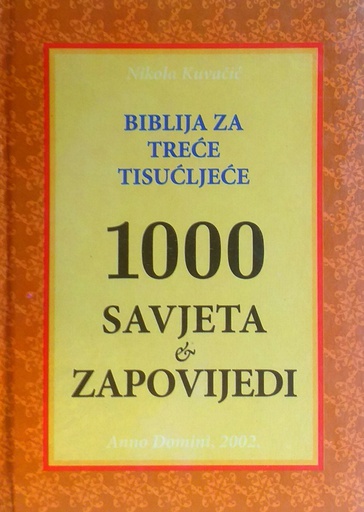 Nikola Kuvačić
BIBLIJA ZA
TREĆE
TISUĆLJEĆE
1000
SAVJETA
&
ZAPOVIJEDI
Anno Domini, 2002.